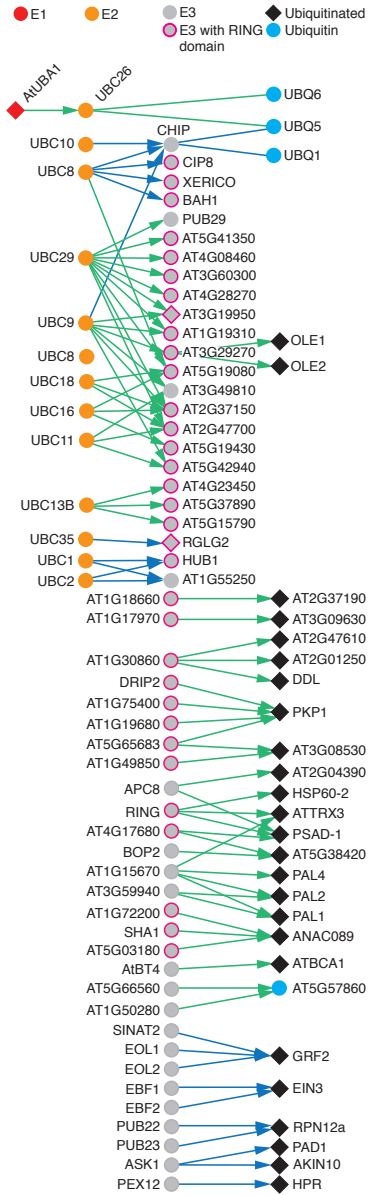 E1
E2
E3
Ubiquitinated
E3 with RING domain
Ubiquitin
AtUBA1
UBC26
UBQ6
UBQ5
UBC10
CHIP
UBQ1
UBC8
CIP8
XERICO
BAH1
PUB29
AT5G41350
UBC29
AT4G08460
AT3G60300
AT4G28270
AT3G19950
UBC9
AT1G19310
OLE1
UBC8
AT3G29270
OLE2
AT5G19080
UBC18
AT3G49810
UBC16
AT2G37150
AT2G47700
UBC11
AT5G19430
AT5G42940
AT4G23450
UBC13B
AT5G37890
AT5G15790
UBC35
RGLG2
UBC1
HUB1
UBC2
AT1G55250
AT1G18660
AT2G37190
AT1G17970
AT3G09630
AT2G47610
AT1G30860
AT2G01250
DRIP2
DDL
AT1G75400
PKP1
AT1G19680
AT5G65683
AT3G08530
AT1G49850
AT2G04390
APC8
HSP60-2
RING
ATTRX3
AT4G17680
PSAD-1
BOP2
AT5G38420
AT1G15670
PAL4
AT3G59940
PAL2
AT1G72200
PAL1
SHA1
ANAC089
AT5G03180
AtBT4
ATBCA1
AT5G66560
AT5G57860
AT1G50280
SINAT2
EOL1
GRF2
EOL2
EBF1
EIN3
EBF2
PUB22
RPN12a
PUB23
PAD1
ASK1
AKIN10
PEX12
HPR